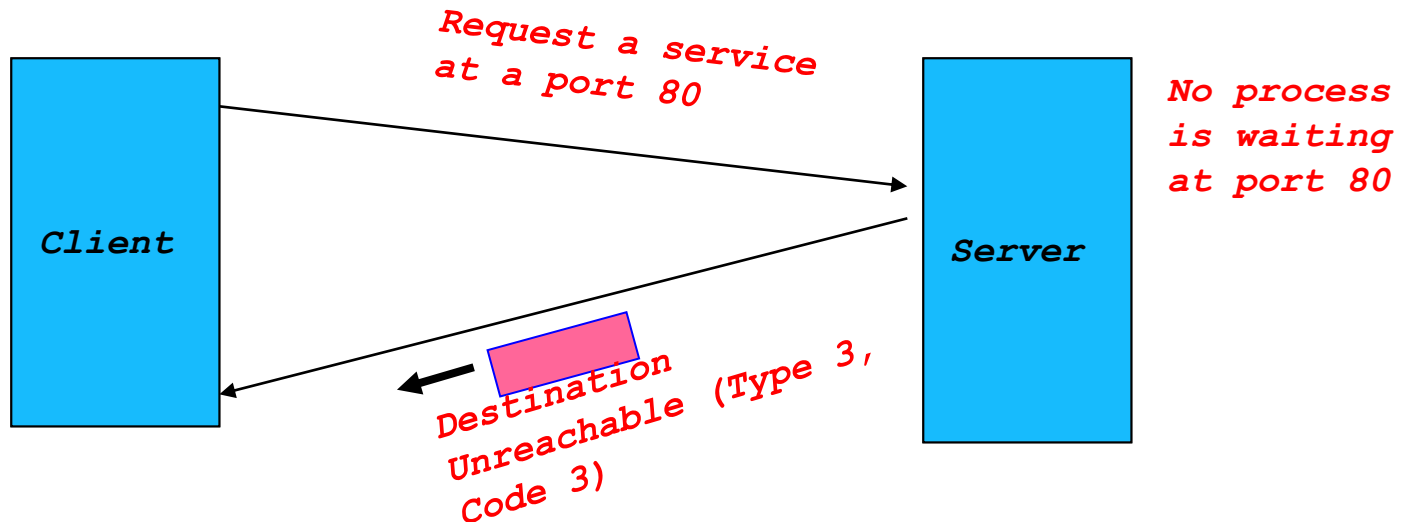 Request a service
at a port 80
No process
is waiting
at port 80
Client
Server
Destination
Unreachable (Type 3,
Code 3)